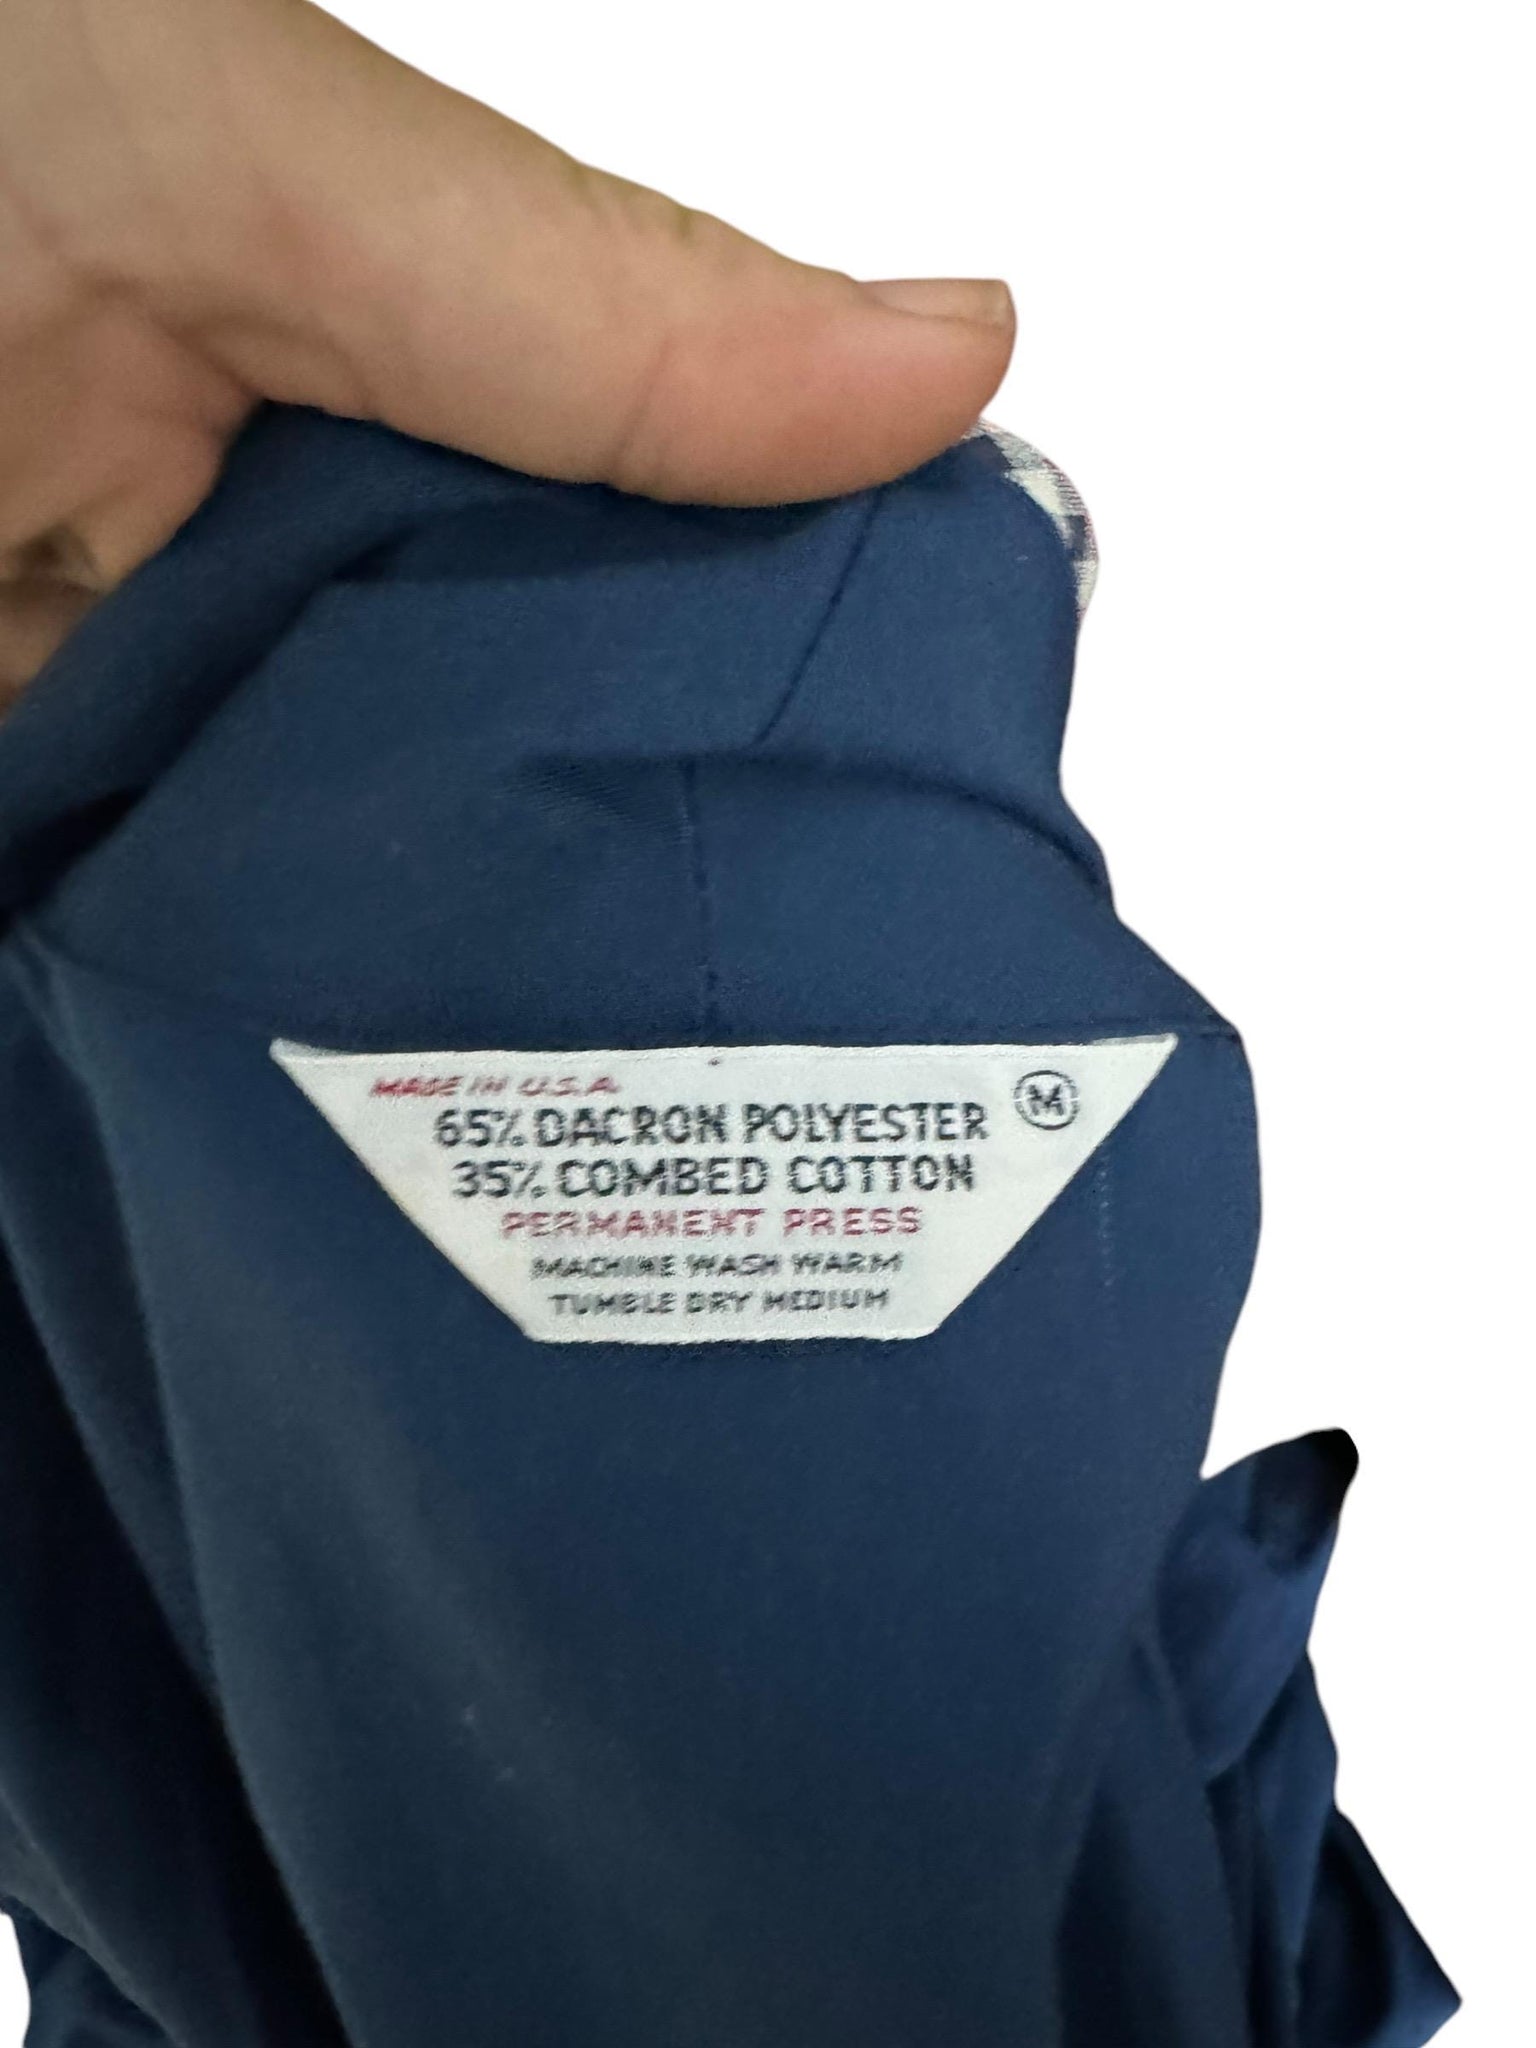 MADE IN U.S.A.
M
65% DACRON POLYESTER
35% COMBED COTTON
PERMANENT PRESS
MACHINE WASH WARM
TUMBLE DRY MEDIUM